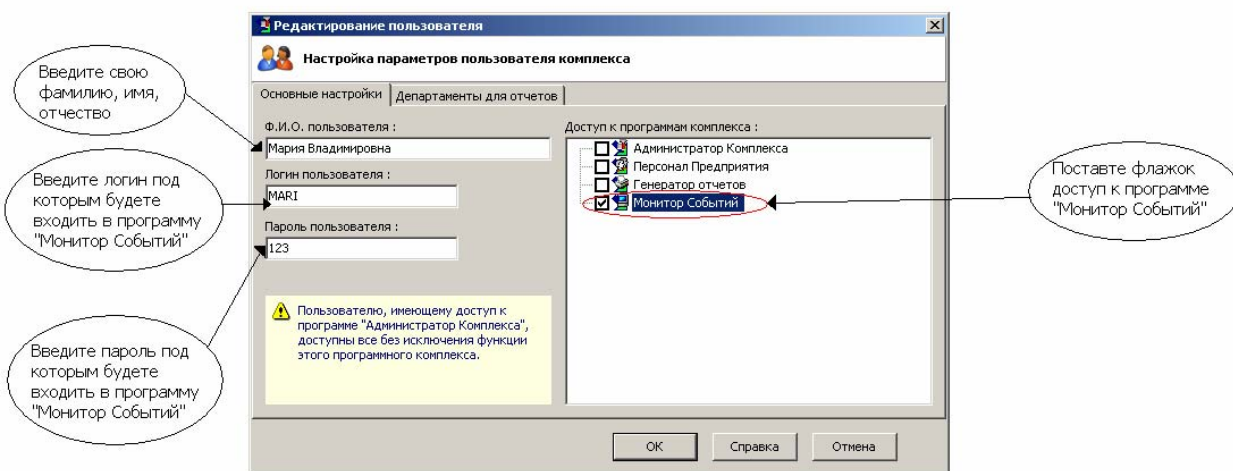 Редактирование пользователя
Настройка параметров пользователя комплекса
Основные настройки
Департаменты для отчетов
Введите свою
фамилию, имя,
отчество
Ф.И.О. пользователя :
Мария Владимировна
Введите логин под
которым будете
входить в программу
"Монитор Событий"
Логин пользователя :
MARI
Пароль пользователя :
123
Введите пароль под
которым будете
входить в программу
"Монитор Событий"
Пользователю, имеющему доступ к
программе "Администратор Комплекса",
доступны все без исключения функции
этого программного комплекса.
Доступ к программам комплекса :
Администратор Комплекса
Персонал Предприятия
Генератор отчетов
Монитор Событий
Поставте флажок
доступ к программе
"Монитор Событий"
OK
Справка
Отмена